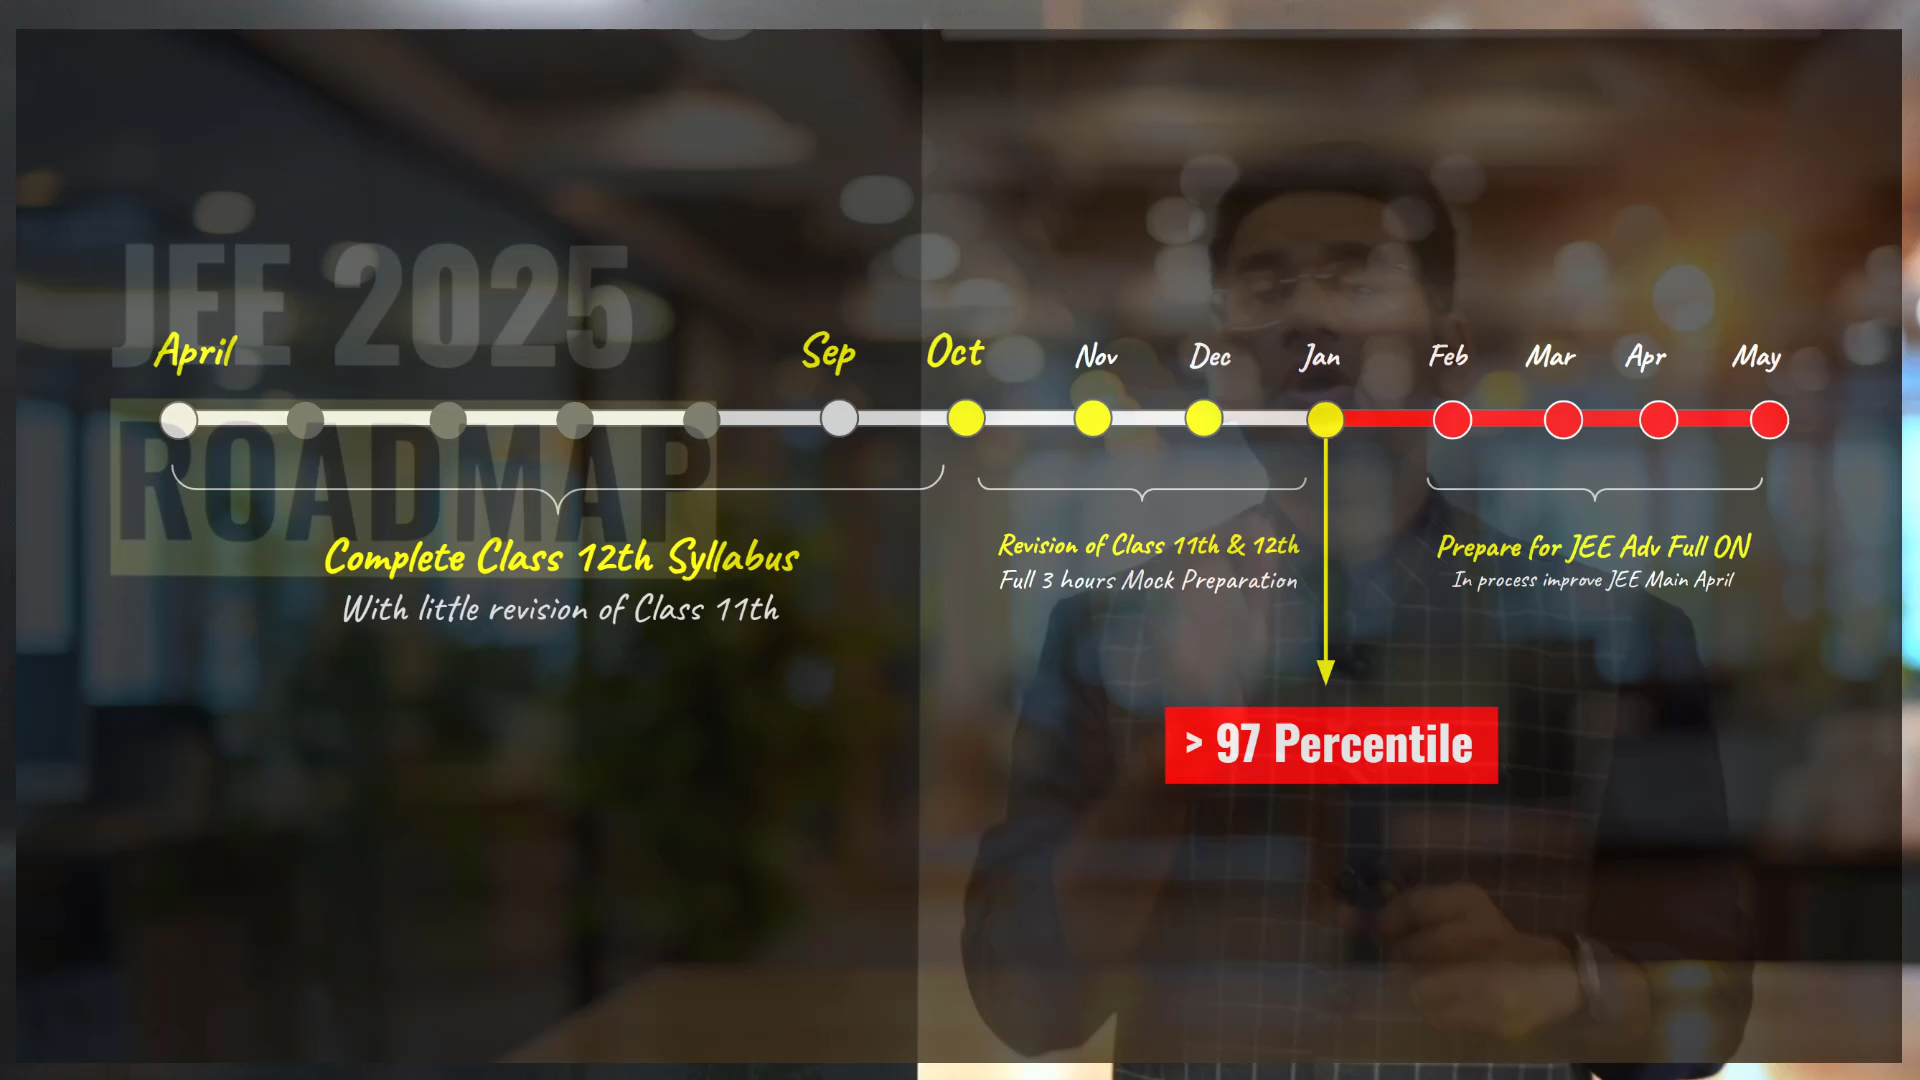 JEE 2025
ROADMAP
April Sep Oct Nov Dec Jan Feb Mar Apr May
Complete Class 12th Syllabus
With little revision of Class 11th
Revision of Class 11th & 12th
Full 3 hours Mock Preparation
Prepare for JEE Adv Full ON
In process improve JEE Main April
> 97 Percentile